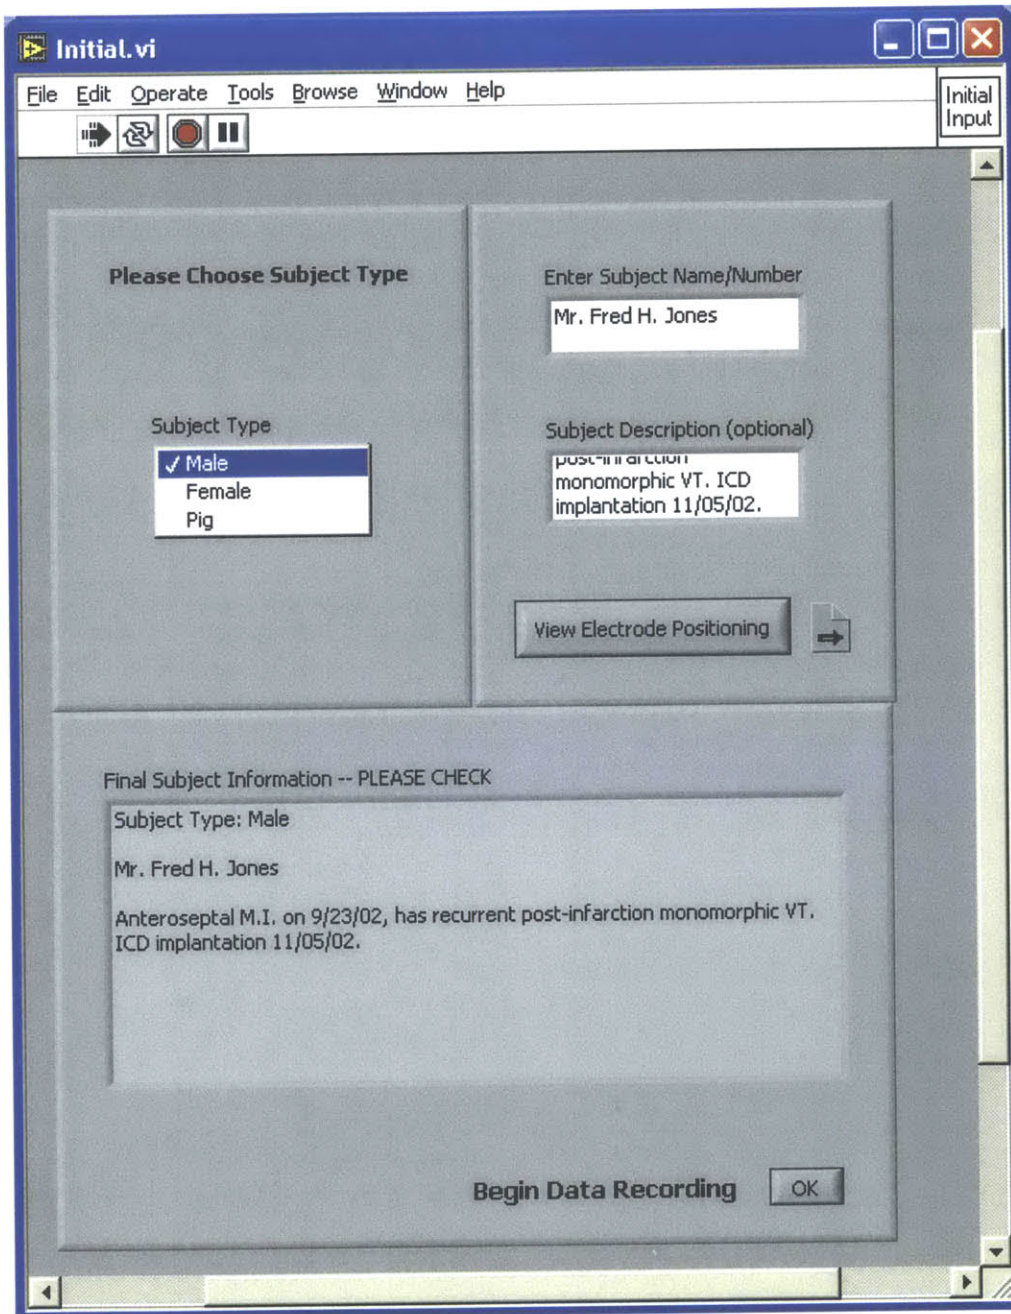 Initial.vi
File Edit Operate Tools Browse Window Help
Initial
Input
Please Choose Subject Type
Subject Type
✓ Male
Female
Pig
Enter Subject Name/Number
Mr. Fred H. Jones
Subject Description (optional)
post-infarction
monomorphic VT. ICD
implantation 11/05/02.
View Electrode Positioning
Final Subject Information -- PLEASE CHECK
Subject Type: Male
Mr. Fred H. Jones
Anteroseptal M.I. on 9/23/02, has recurrent post-infarction monomorphic VT.
ICD implantation 11/05/02.
Begin Data Recording OK